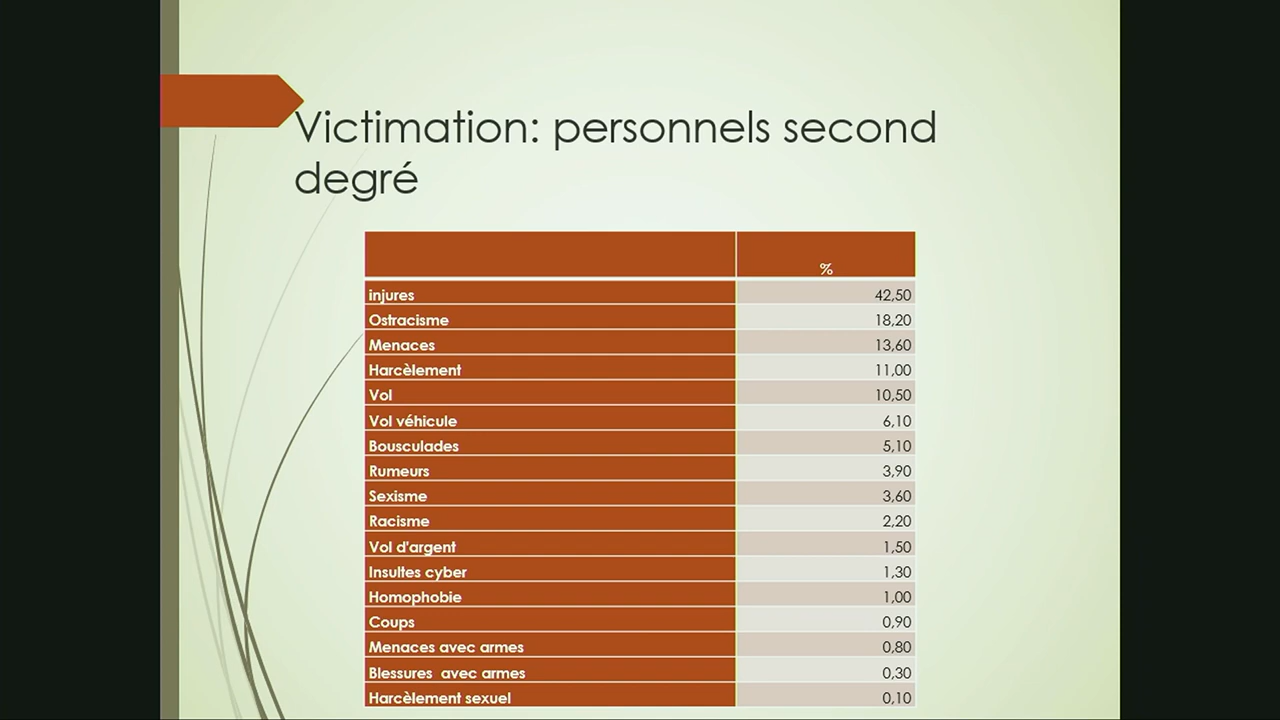 Victimation: personnels second
degré
%
injures 42,50
Ostracisme 18,20
Menaces 13,60
Harcèlement 11,00
Vol 10,50
Vol véhicule 6,10
Bousculades 5,10
Rumeurs 3,90
Sexisme 3,60
Racisme 2,20
Vol d'argent 1,50
Insultes cyber 1,30
Homophobie 1,00
Coups 0,90
Menaces avec armes 0,80
Blessures avec armes 0,30
Harcèlement sexuel 0,10